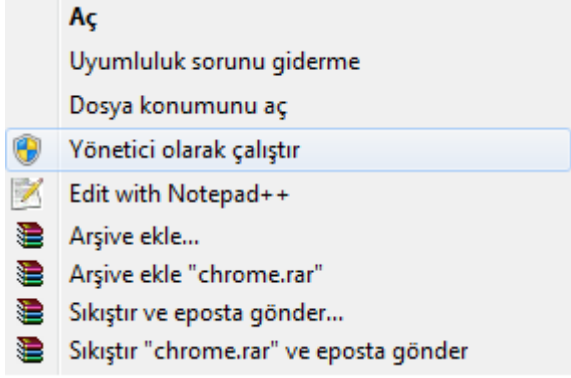 Aç
Uyumluluk sorunu giderme
Dosya konumunu aç
Yönetici olarak çalıştır
Edit with Notepad++
Arşive ekle...
Arşive ekle "chrome.rar"
Sıkıştır ve eposta gönder...
Sıkıştır "chrome.rar" ve eposta gönder